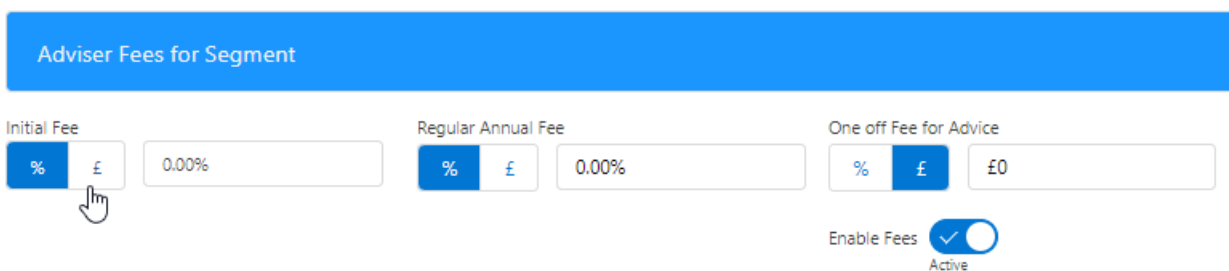 Adviser Fees for Segment
Initial Fee Regular Annual Fee One off Fee for Advice
% £ 0.00% % £ 0.00% % £ £0
Enable Fees
Active